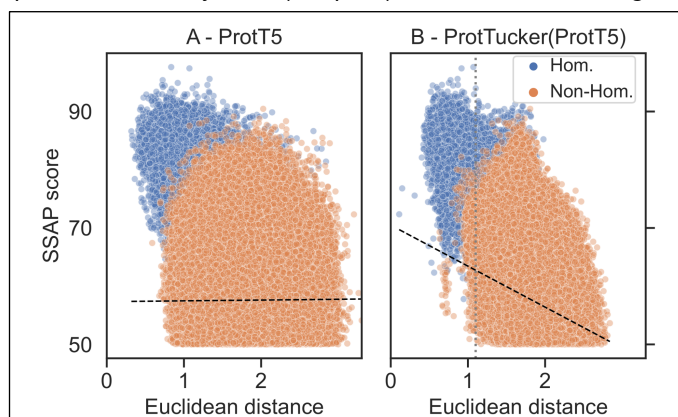 A - ProtT5
B - ProtTucker(ProtT5)
Hom.
Non-Hom.
SSAP score
90
70
50
0
1
2
0
1
2
Euclidean distance
Euclidean distance